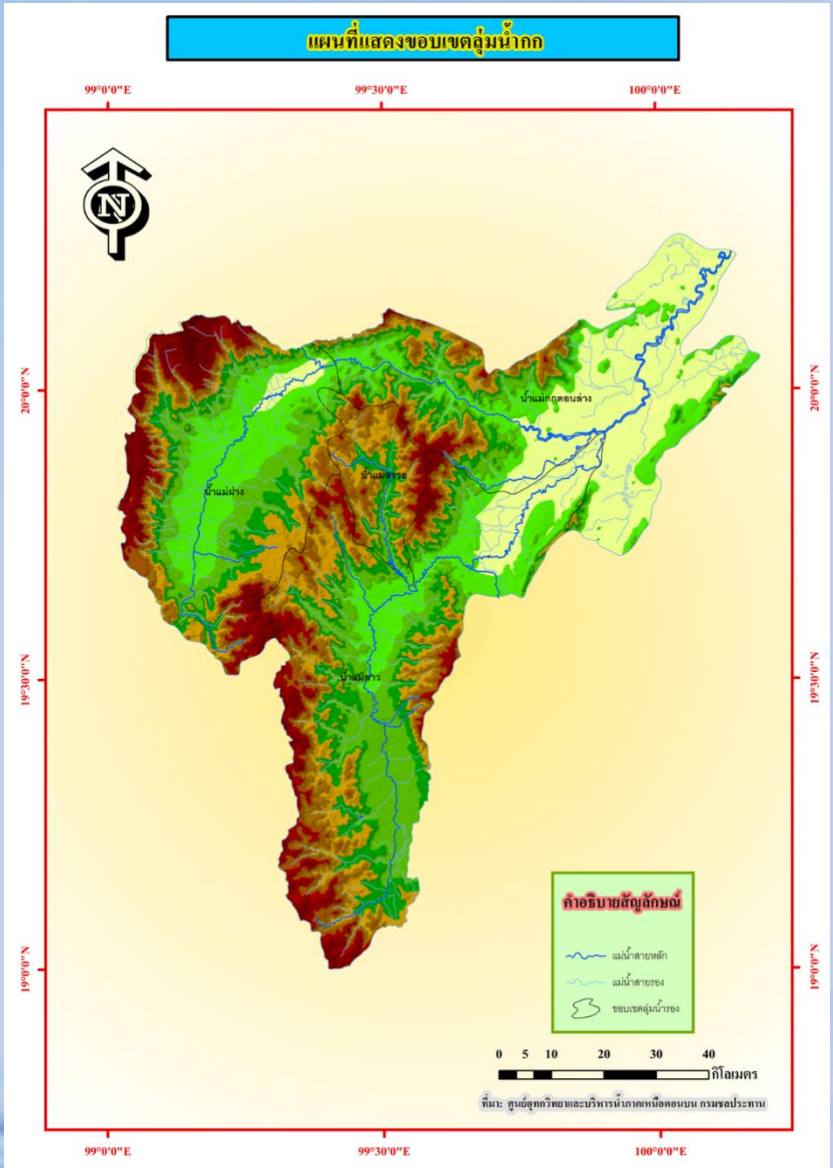 แผนที่แสดงขอบเขตลุ่มน้ำกก
99°0'0"E 99°30'0"E 100°0'0"E
N
20°0'0"N 20°0'0"N
น้ำแม่กกตอนล่าง
น้ำแม่สรวย
น้ำแม่ฝาง
19°30'0"N 19°30'0"N
น้ำแม่ลาว
คำอธิบายสัญลักษณ์
แม่น้ำสายหลัก
แม่น้ำสายรอง
ขอบเขตลุ่มน้ำรอง
19°0'0"N 19°0'0"N
0 5 10 20 30 40
กิโลเมตร
ที่มา: ศูนย์อุทกวิทยาและบริหารน้ำภาคเหนือตอนบน กรมชลประทาน
99°0'0"E 99°30'0"E 100°0'0"E